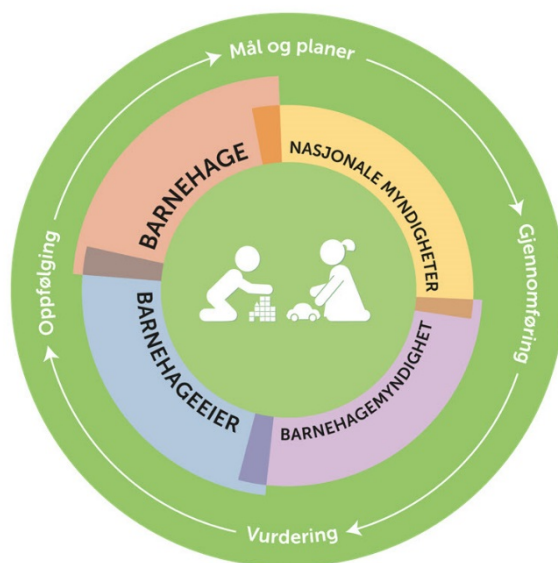 Mål og planer
Gjennomføring
Vurdering
Oppfølging
BARNEHAGE
NASJONALE MYNDIGHETER
BARNEHAGEMYNDIGHET
BARNEHAGEEIER